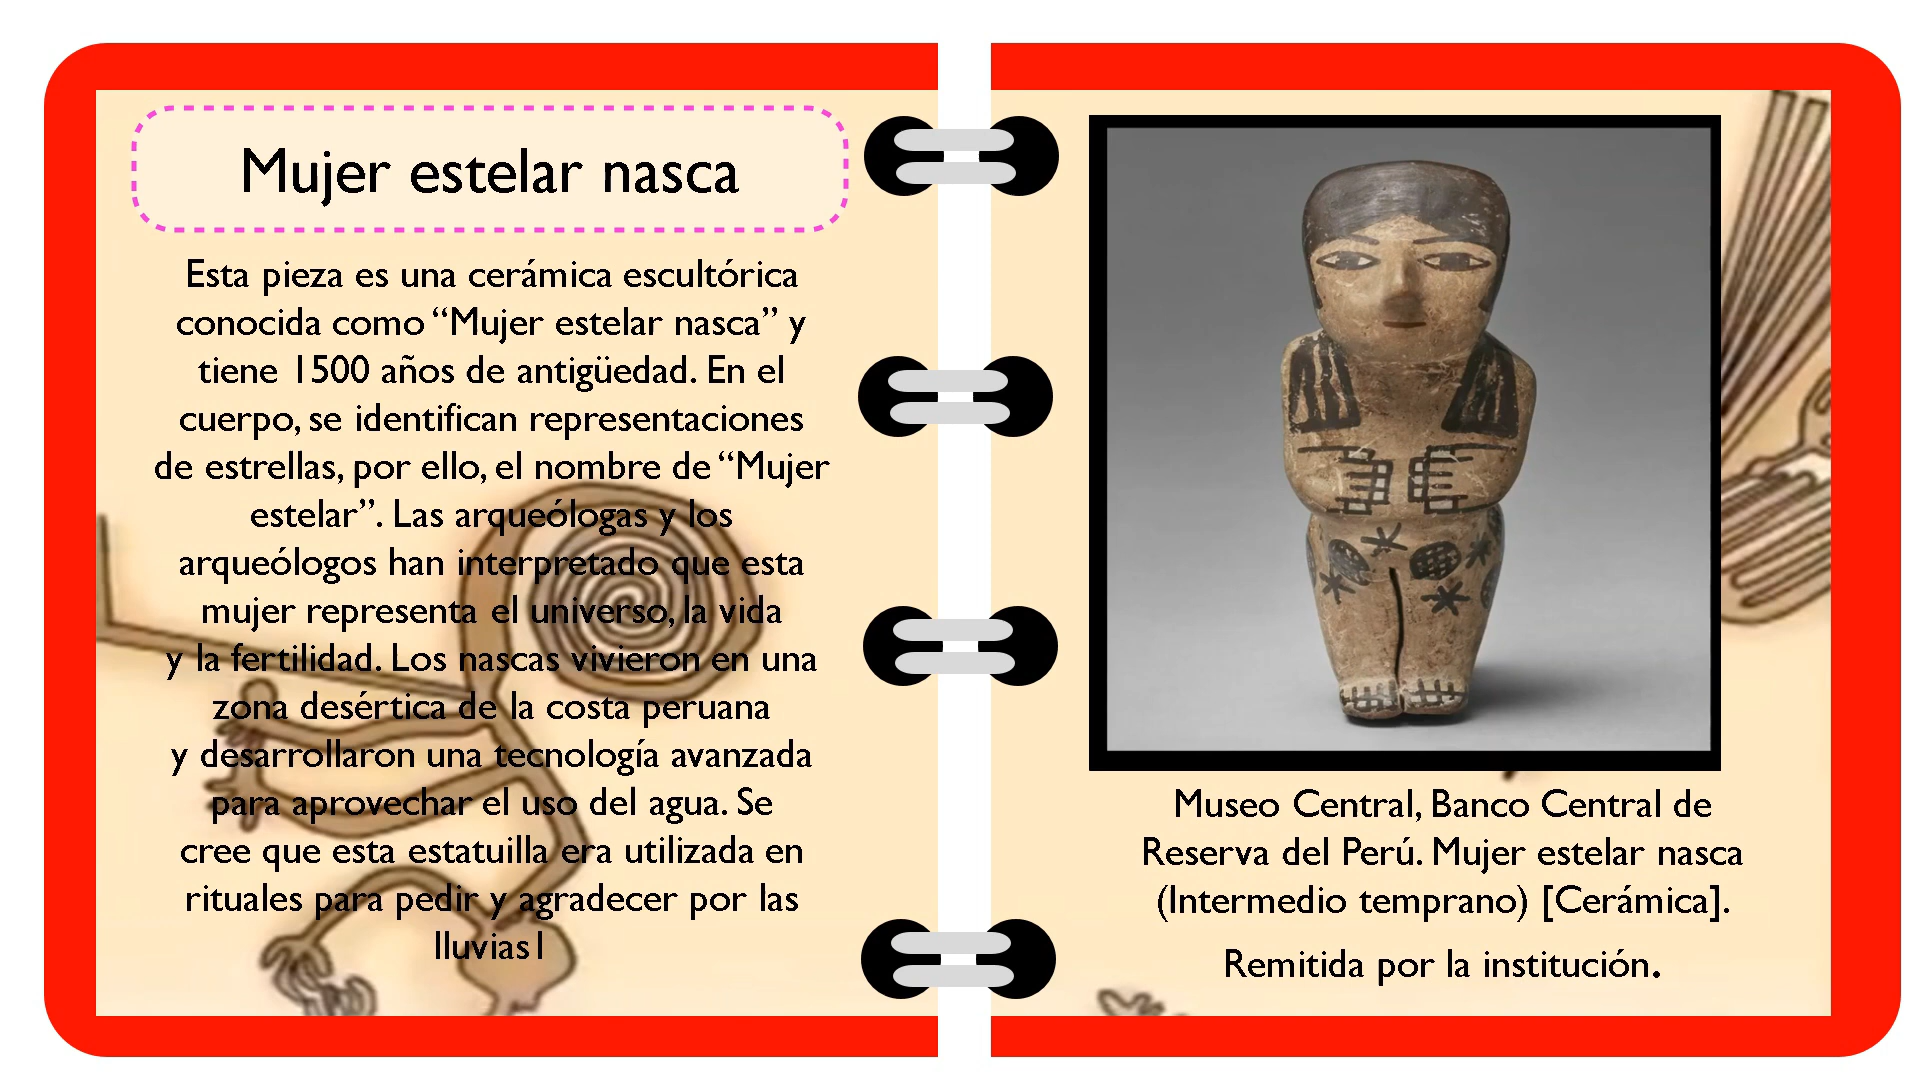 Mujer estelar nasca
Esta pieza es una cerámica escultórica
conocida como “Mujer estelar nasca” y
tiene 1500 años de antigüedad. En el
cuerpo, se identifican representaciones
de estrellas, por ello, el nombre de “Mujer
estelar”. Las arqueólogas y los
arqueólogos han interpretado que esta
mujer representa el universo, la vida
y la fertilidad. Los nascas vivieron en una
zona desértica de la costa peruana
y desarrollaron una tecnología avanzada
para aprovechar el uso del agua. Se
cree que esta estatuilla era utilizada en
rituales para pedir y agradecer por las
lluvias1
Museo Central, Banco Central de
Reserva del Perú. Mujer estelar nasca
(Intermedio temprano) [Cerámica].
Remitida por la institución.